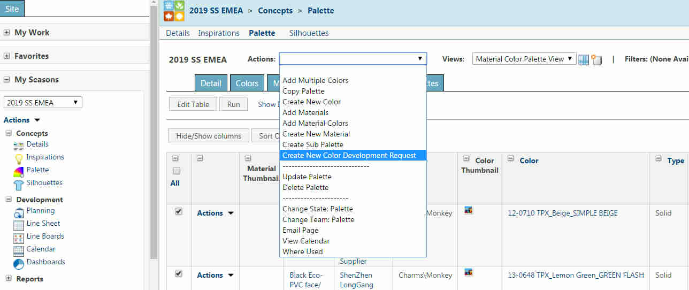 Site
2019 SS EMEA > Concepts > Palette
My Work
Favorites
My Seasons
2019 SS EMEA
Actions
Concepts
Details
Inspirations
Palette
Silhouettes
Development
Planning
Line Sheet
Line Boards
Calendar
Dashboards
Reports
Details Inspirations Palette Silhouettes
2019 SS EMEA Actions: Views: Material Color Palette View | Filters: (None Avai
Detail Colors M tes
Edit Table Run Show
Hide/Show columns Sort C
Add Multiple Colors
Copy Palette
Create New Color
Add Materials
Add Material Colors
Create New Material
Create Sub Palette
Create New Color Development Request
----------------------------
Update Palette
Delete Palette
---------------------
Change State: Palette
Change Team: Palette
Email Page
View Calendar
Where Used
All Material Thumbnail Color Thumbnail Color Type
Actions Monkey 12-0710 TPX_Beige_SIMPLE BEIGE Solid
Supplier
Actions Black Eco- ShenZhen Charms\Monkey 13-0648 TPX_Lemon Green_GREEN FLASH Solid
PVC face/ LongGang